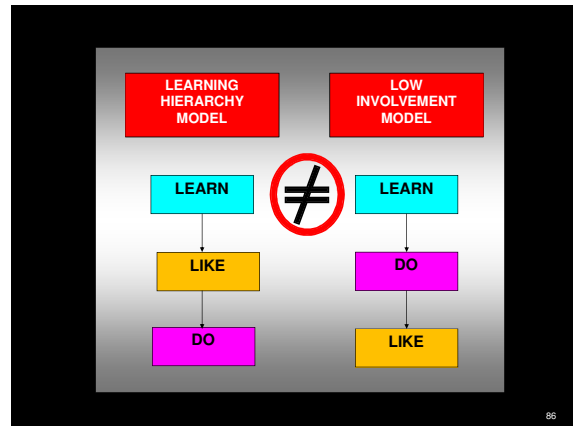 LEARNING
HIERARCHY
MODEL
LOW
INVOLVEMENT
MODEL
≠
LEARN
LIKE
DO
LEARN
DO
LIKE
86